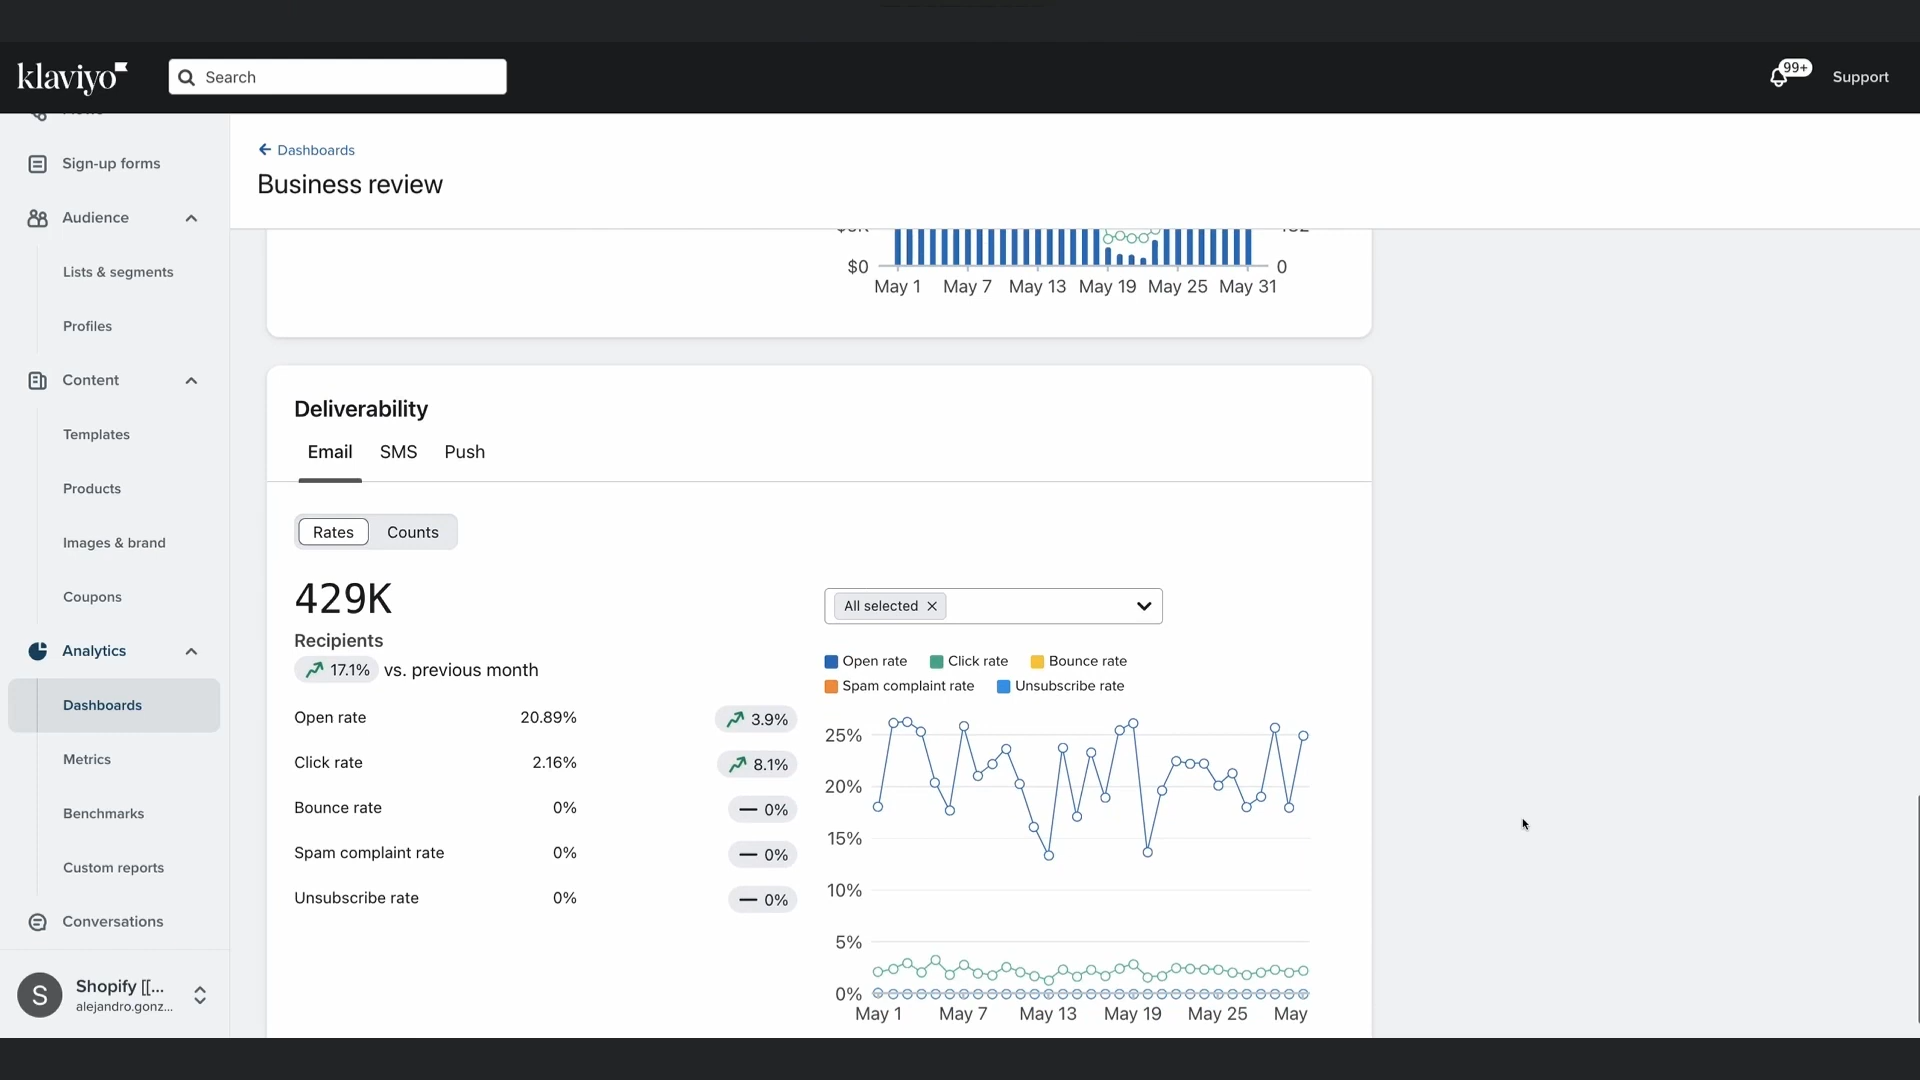 klaviyo
Search
99+
Support
Sign-up forms
Audience
Lists & segments
Profiles
Content
Templates
Products
Images & brand
Coupons
Analytics
Dashboards
Metrics
Benchmarks
Custom reports
Conversations
S
Shopify [[...
alejandro.gonz...
Dashboards
Business review
$0
0
May 1 May 7 May 13 May 19 May 25 May 31
Deliverability
Email SMS Push
Rates Counts
429K
Recipients
17.1% vs. previous month
Open rate 20.89% 3.9%
Click rate 2.16% 8.1%
Bounce rate 0% 0%
Spam complaint rate 0% 0%
Unsubscribe rate 0% 0%
All selected
Open rate Click rate Bounce rate
Spam complaint rate Unsubscribe rate
25%
20%
15%
10%
5%
0%
May 1 May 7 May 13 May 19 May 25 May